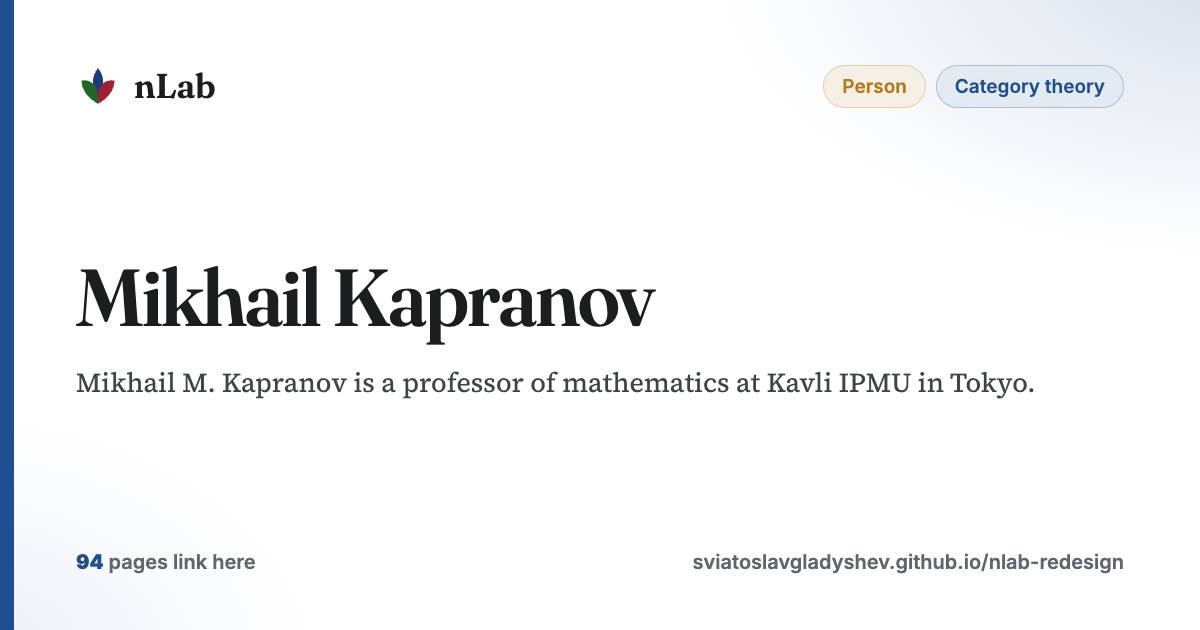 nLab
Person
Category theory
Mikhail Kapranov
Mikhail M. Kapranov is a professor of mathematics at Kavli IPMU in Tokyo.
94 pages link here
sviatoslavgladyshev.github.io/nlab-redesign